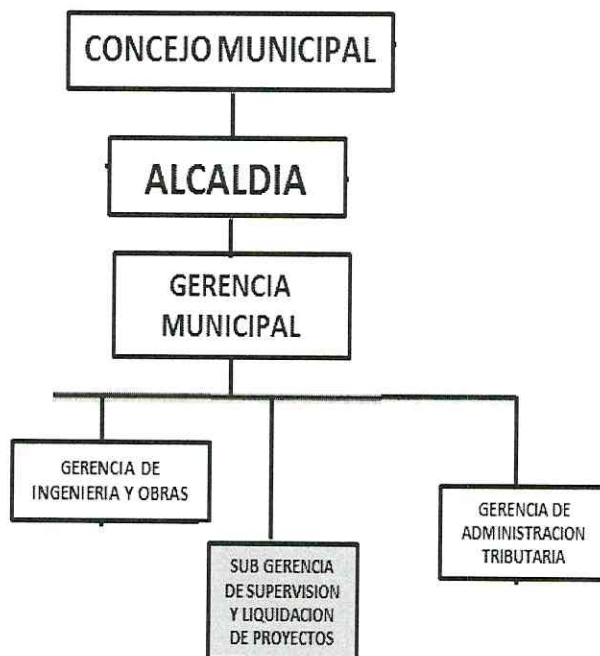 CONCEJO MUNICIPAL
ALCALDIA
GERENCIA
MUNICIPAL
GERENCIA DE
INGENIERIA Y OBRAS
SUB GERENCIA
DE SUPERVISION
Y LIQUIDACION
DE PROYECTOS
GERENCIA DE
ADMINISTRACION
TRIBUTARIA